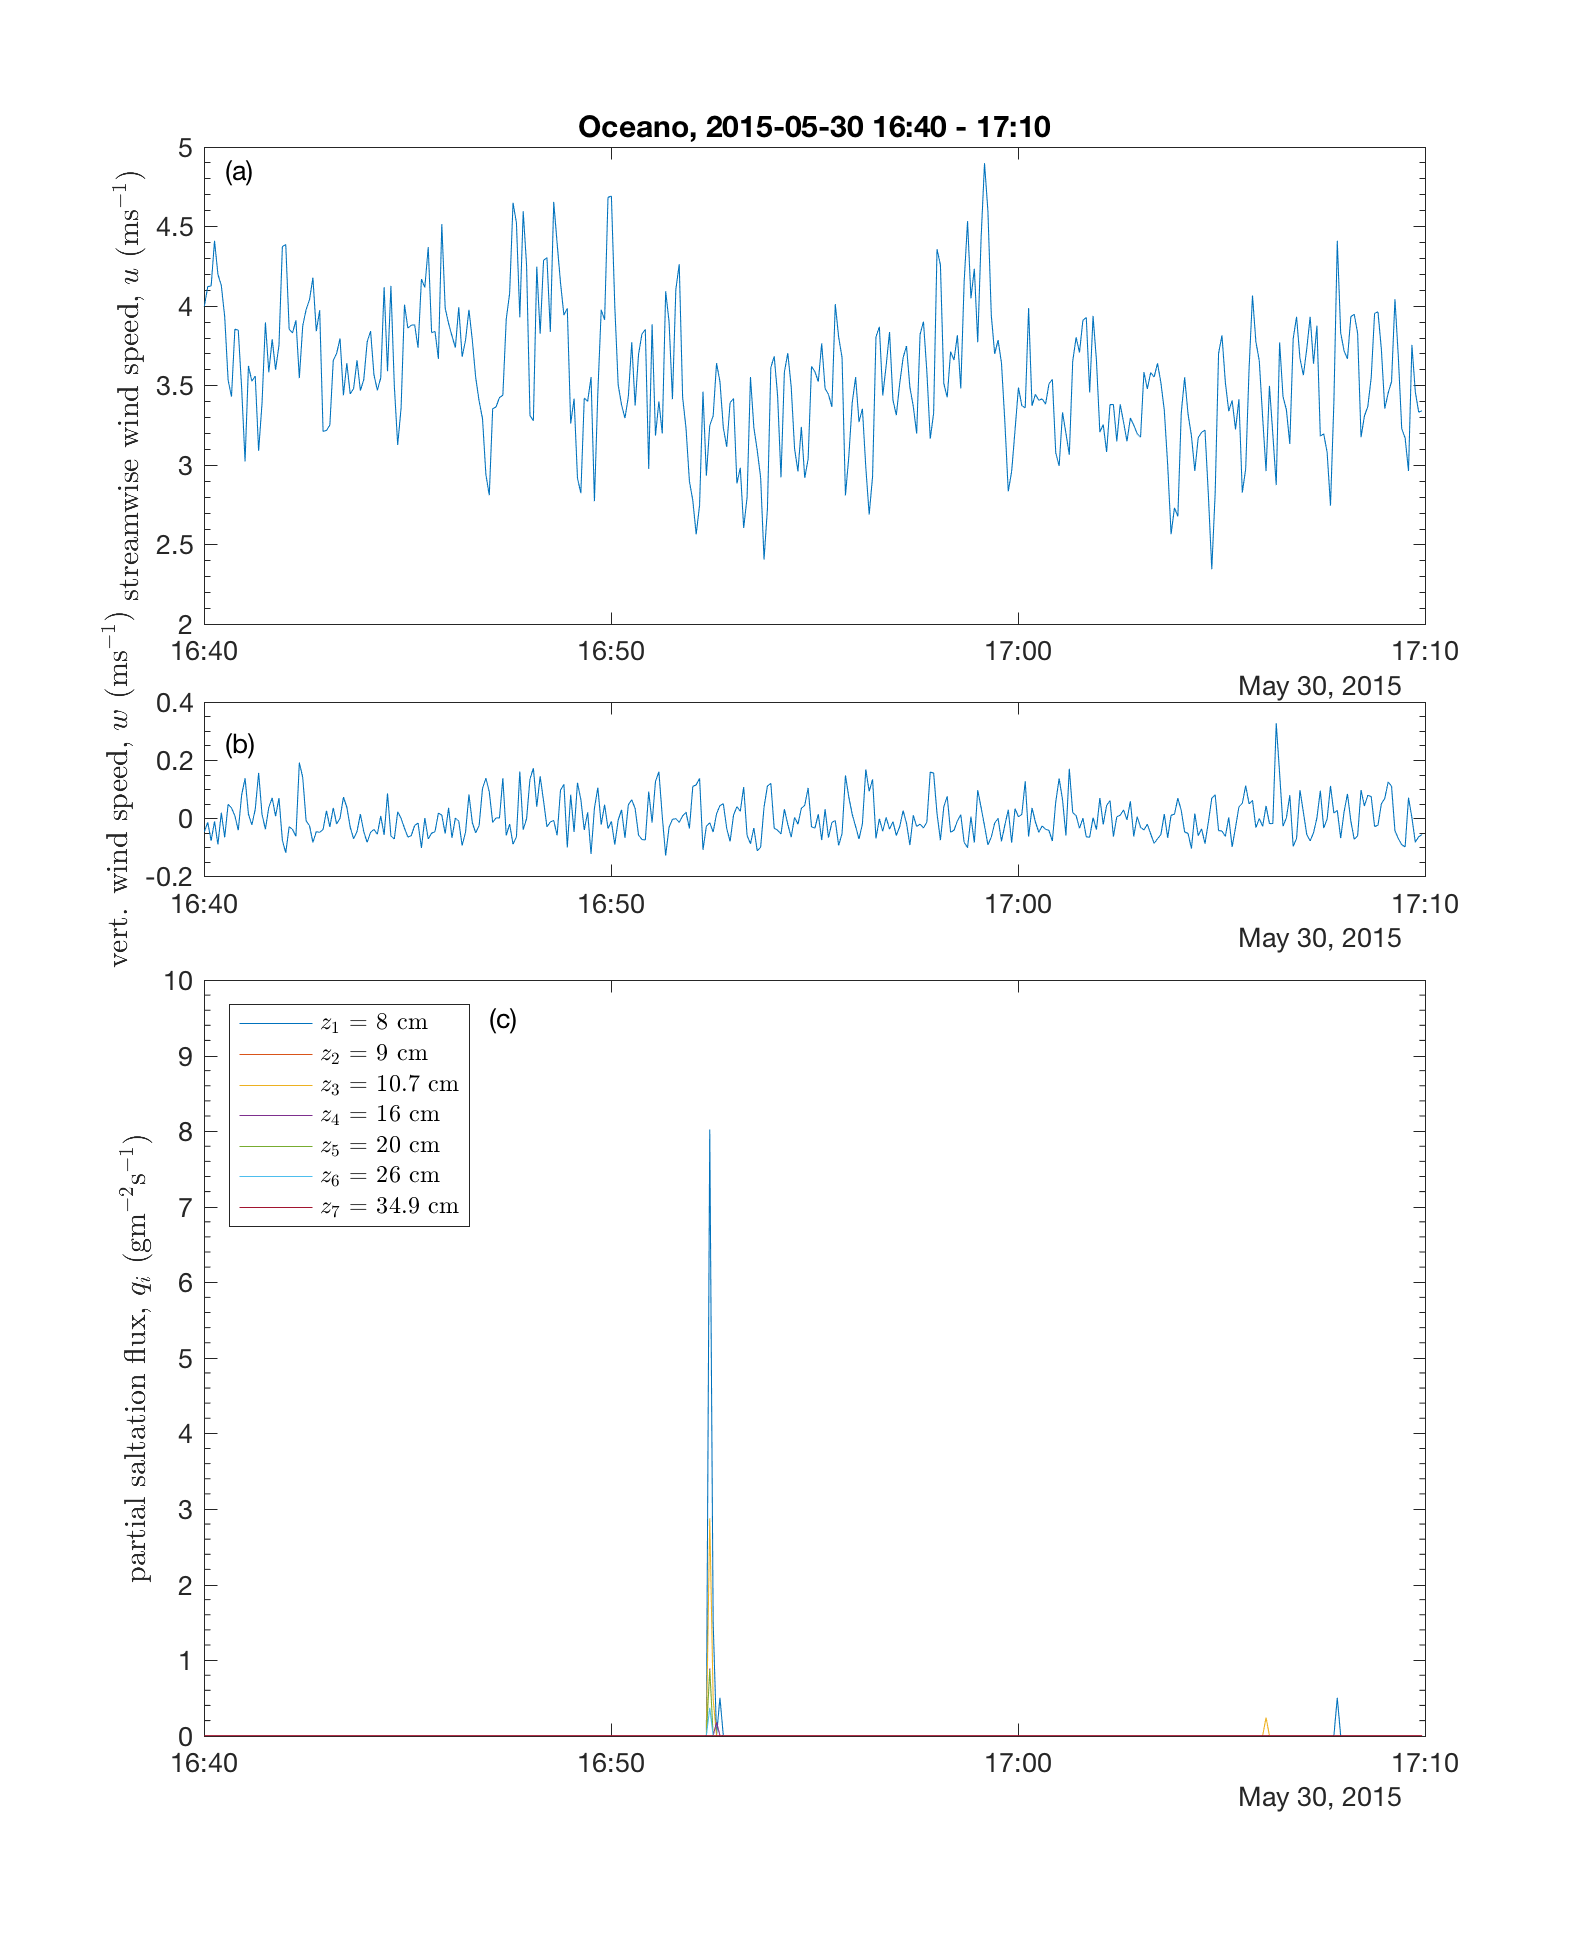 Oceano, 2015-05-30 16:40 - 17:10
(a)
streamwise wind speed, u (ms⁻¹)
5
4.5
4
3.5
3
2.5
2
16:40 16:50 17:00 17:10
May 30, 2015
(b)
vert. wind speed, w (ms⁻¹)
0.4
0.2
0
-0.2
16:40 16:50 17:00 17:10
May 30, 2015
(c)
partial saltation flux, qᵢ (gm⁻²s⁻¹)
10
9
8
7
6
5
4
3
2
1
0
z₁ = 8 cm
z₂ = 9 cm
z₃ = 10.7 cm
z₄ = 16 cm
z₅ = 20 cm
z₆ = 26 cm
z₇ = 34.9 cm
16:40 16:50 17:00 17:10
May 30, 2015